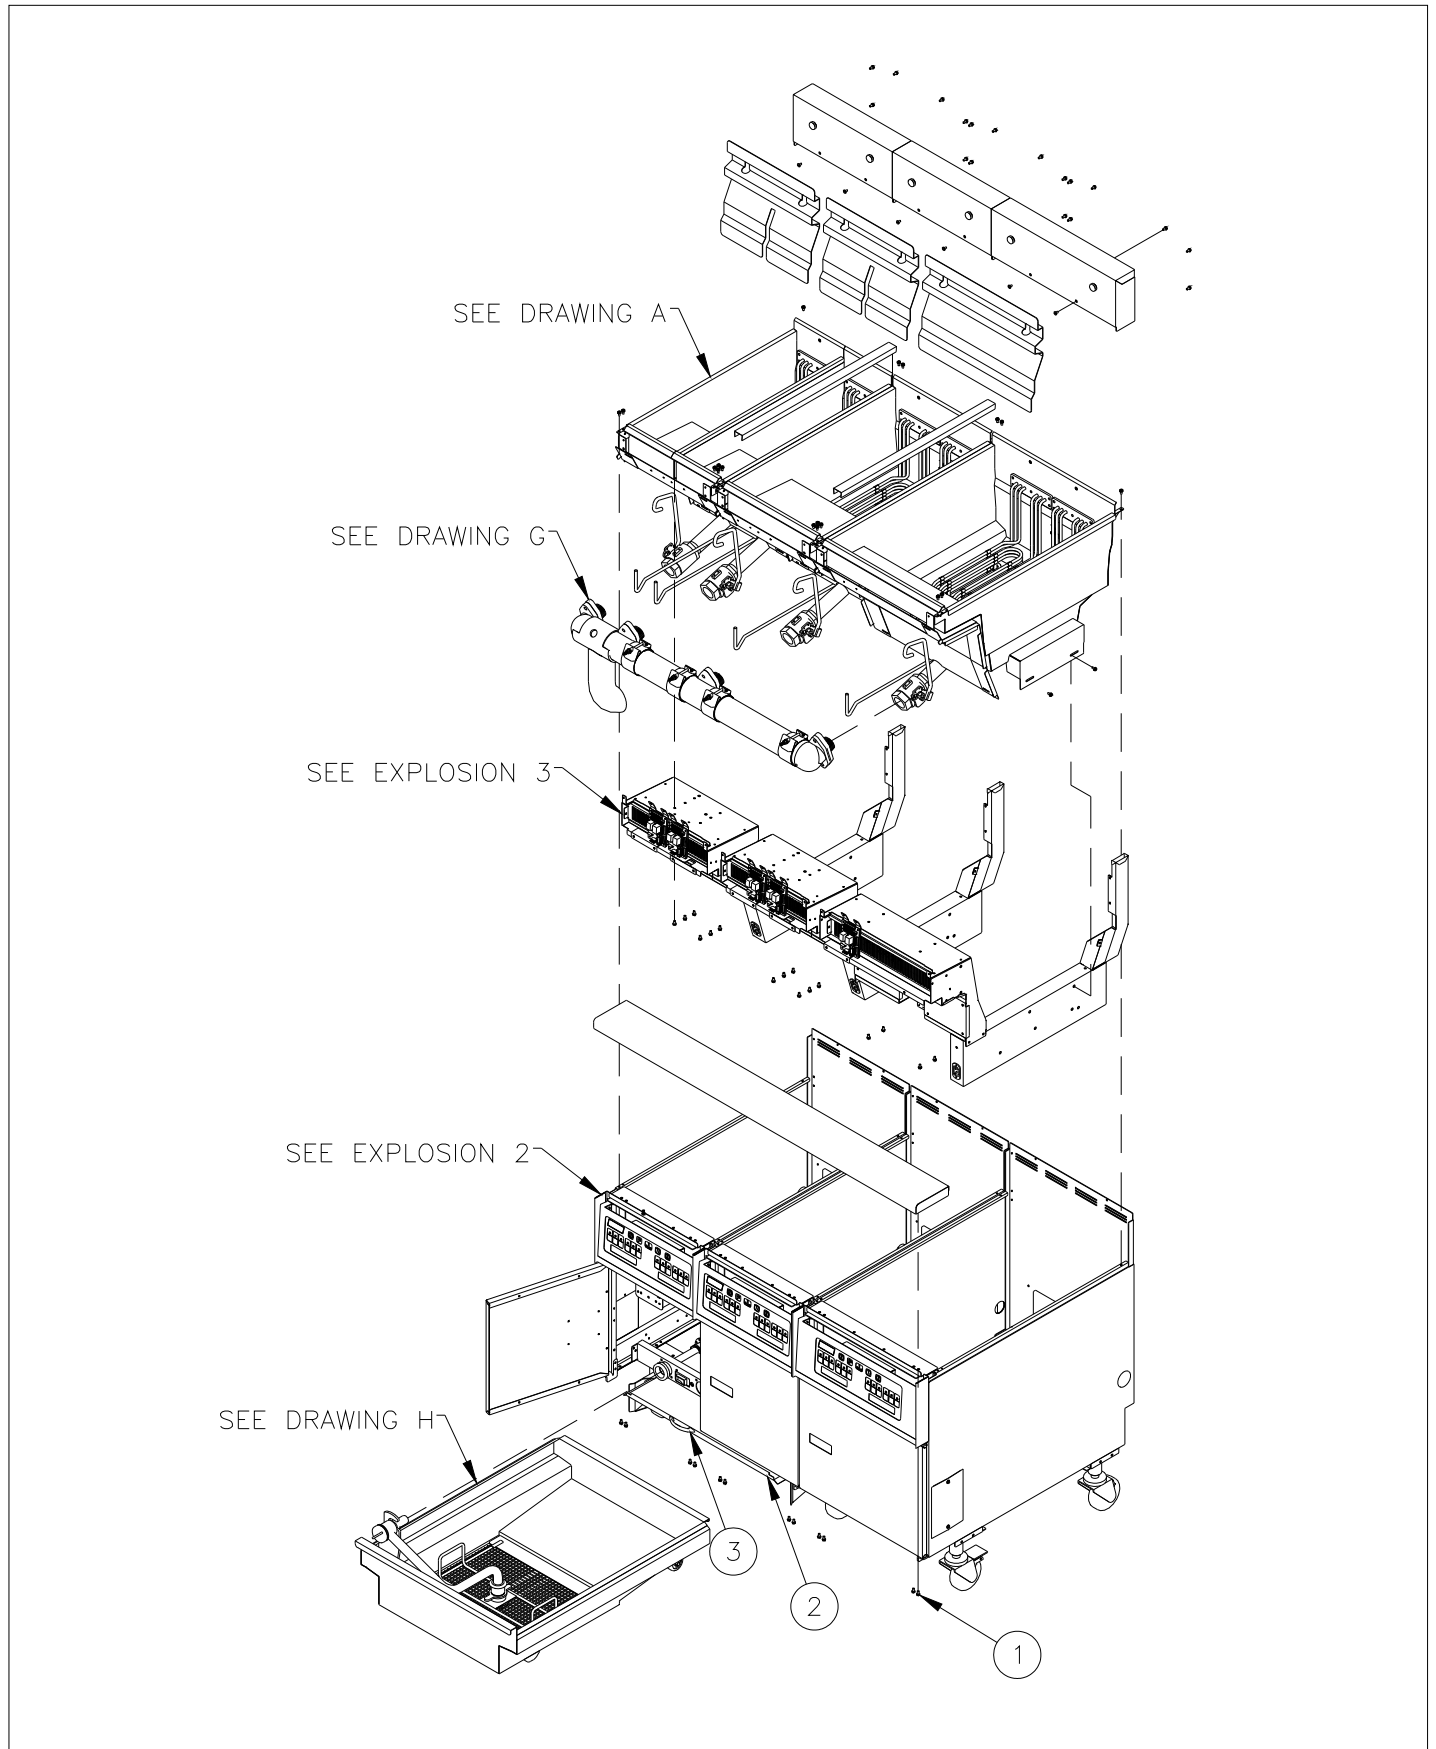 SEE DRAWING A
SEE DRAWING G
SEE EXPLOSION 3
SEE EXPLOSION 2
SEE DRAWING H
3
2
1